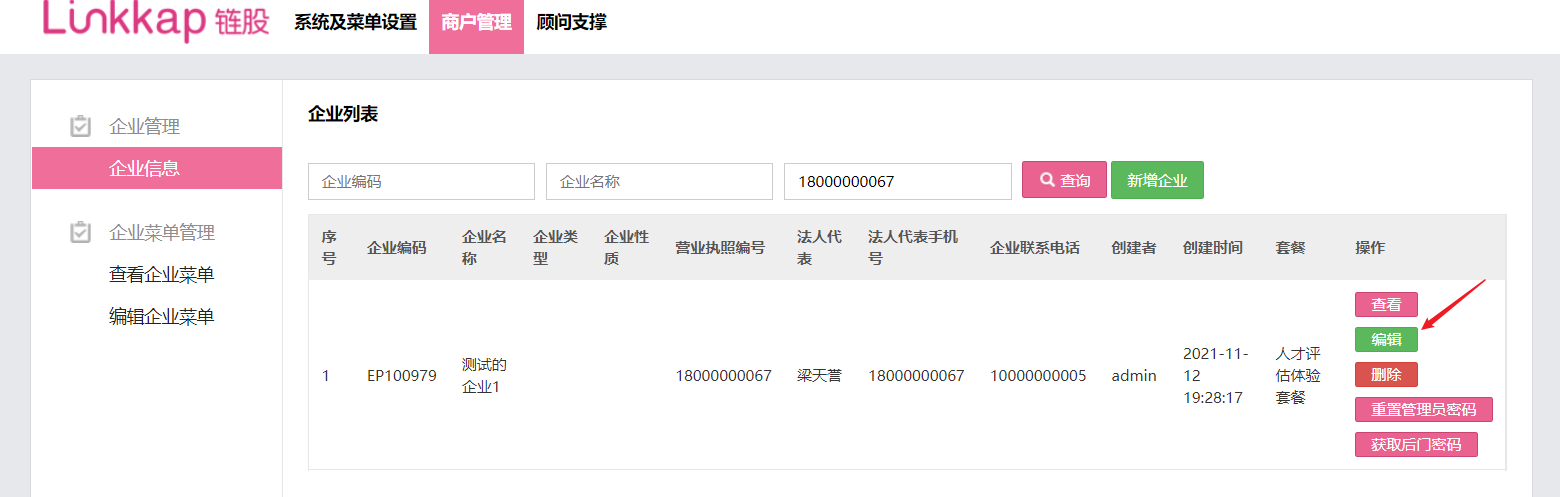 Linkkap 链股
系统及菜单设置 商户管理 顾问支撑
企业管理
企业信息
企业菜单管理
查看企业菜单
编辑企业菜单
企业列表
企业编码 企业名称 18000000067 查询 新增企业
序号 企业编码 企业名称 企业类型 企业性质 营业执照编号 法人代表 法人代表手机号 企业联系电话 创建者 创建时间 套餐 操作
1 EP100979 测试的企业1 18000000067 梁天誉 18000000067 10000000005 admin 2021-11-12 19:28:17 人才评估体验套餐
查看
编辑
删除
重置管理员密码
获取后门密码